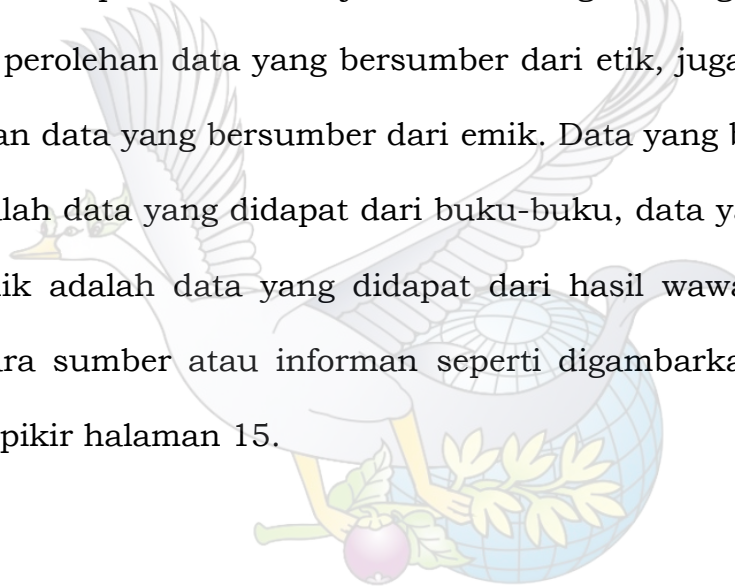 perolehan data yang bersumber dari etik, juga
an data yang bersumber dari emik. Data yang b
lah data yang didapat dari buku-buku, data ya
ik adalah data yang didapat dari hasil wawa
ara sumber atau informan seperti digambarka
pikir halaman 15.